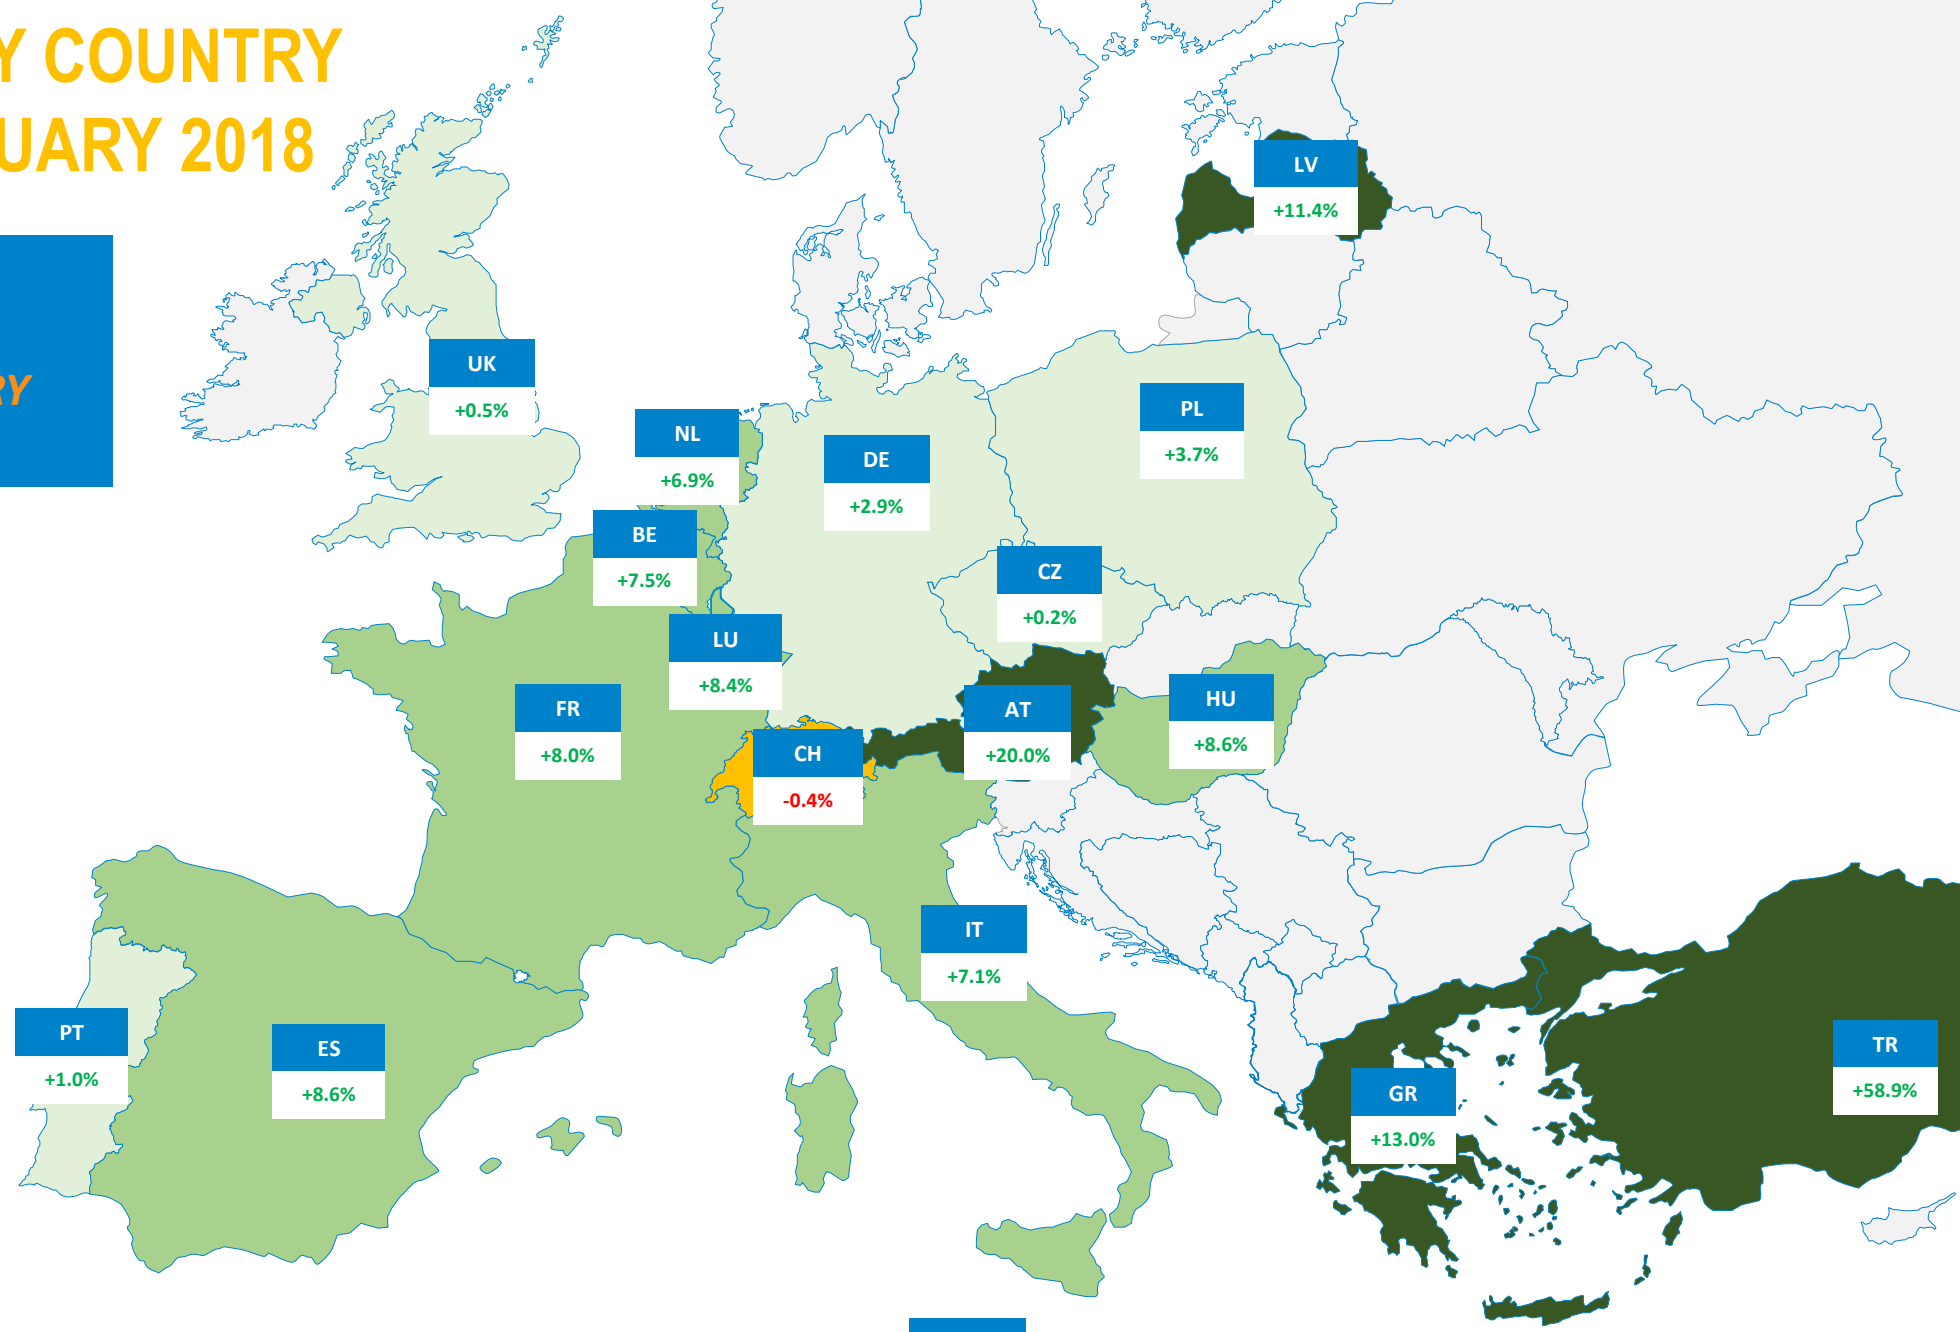 Y COUNTRY
UARY 2018
RY
LV
+11.4%
UK
+0.5%
NL
+6.9%
DE
+2.9%
PL
+3.7%
BE
+7.5%
CZ
+0.2%
LU
+8.4%
FR
+8.0%
CH
-0.4%
AT
+20.0%
HU
+8.6%
IT
+7.1%
PT
+1.0%
ES
+8.6%
GR
+13.0%
TR
+58.9%